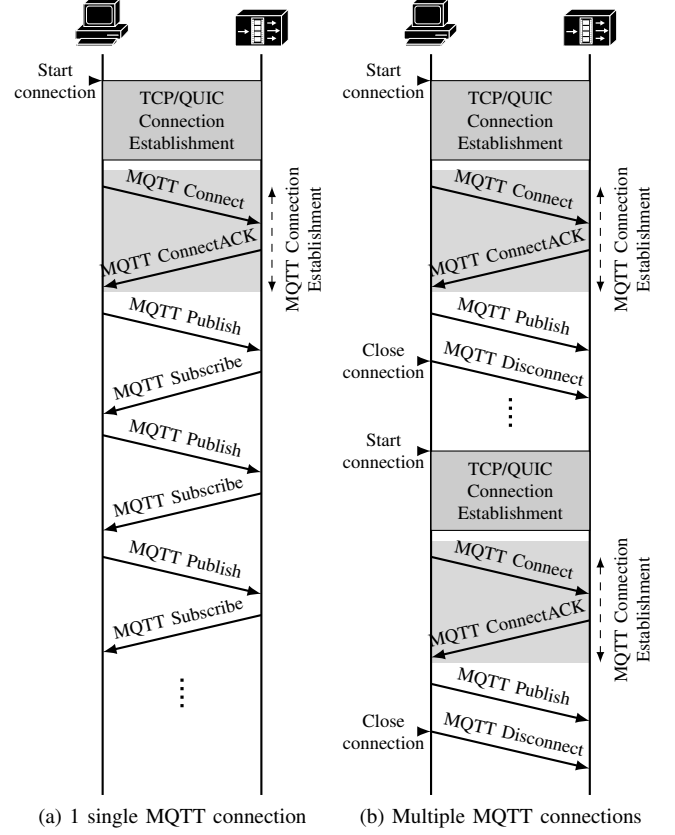 Start
connection
TCP/QUIC
Connection
Establishment
MQTT Connect
MQTT ConnectACK
MQTT Connection
Establishment
MQTT Publish
MQTT Subscribe
MQTT Publish
MQTT Subscribe
MQTT Publish
MQTT Subscribe
(a) 1 single MQTT connection
Start
connection
TCP/QUIC
Connection
Establishment
MQTT Connect
MQTT ConnectACK
MQTT Connection
Establishment
MQTT Publish
Close
connection
MQTT Disconnect
Start
connection
TCP/QUIC
Connection
Establishment
MQTT Connect
MQTT ConnectACK
MQTT Connection
Establishment
MQTT Publish
Close
connection
MQTT Disconnect
(b) Multiple MQTT connections